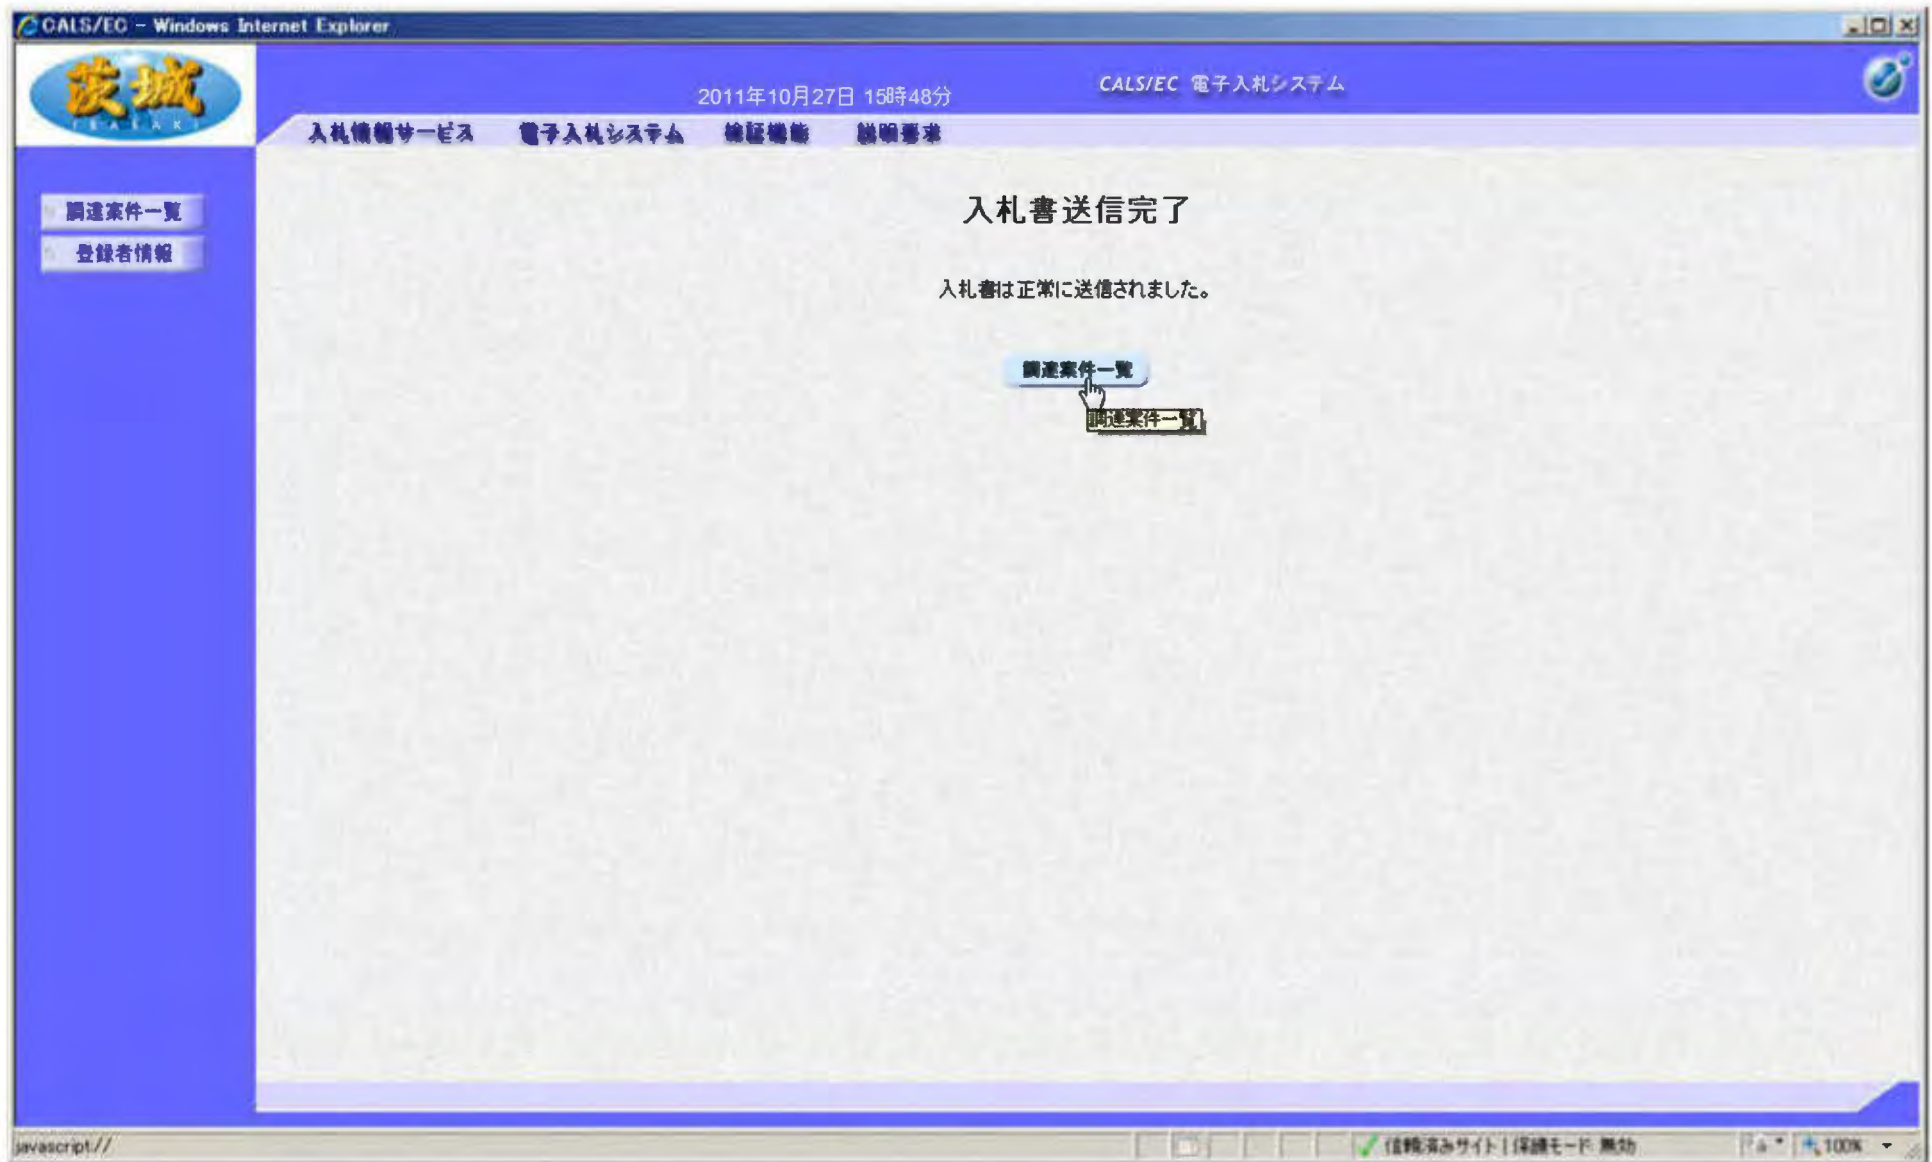 CALS/EC - Windows Internet Explorer
茨城
IBARAKI
2011年10月27日 15時48分
CALS/EC 電子入札システム
入札情報サービス 電子入札システム 検証機能 説明要求
調達案件一覧
登録者情報
入札書送信完了
入札書は正常に送信されました。
調達案件一覧
調達案件一覧
javascript://
信頼済みサイト | 保護モード: 無効
100%